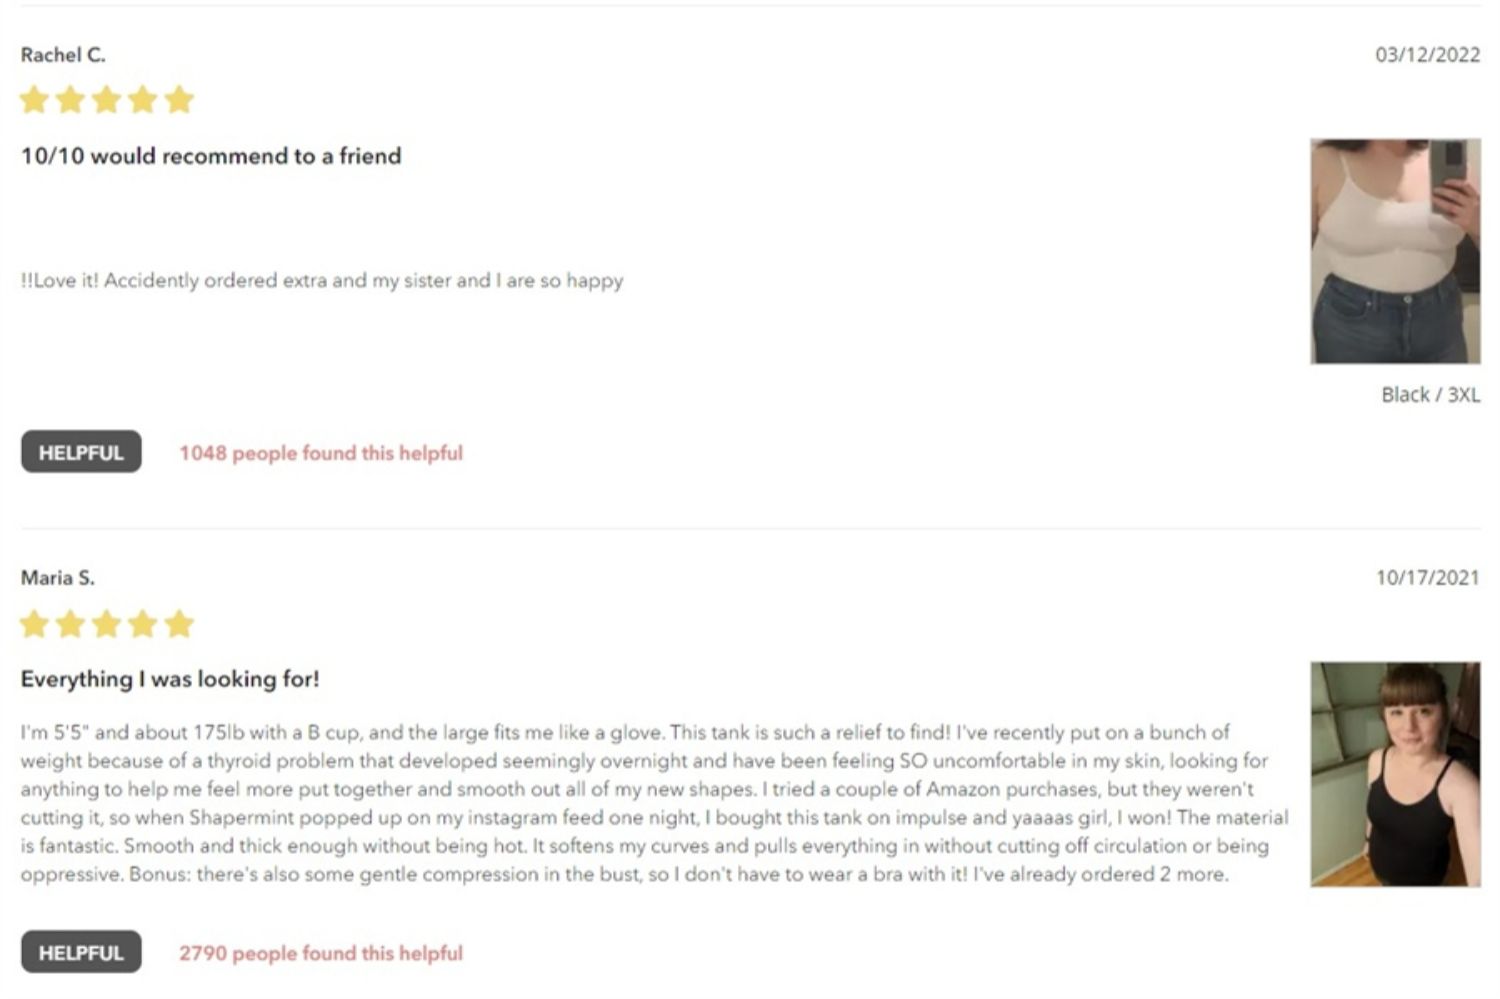 Rachel C.
03/12/2022
10/10 would recommend to a friend
!!Love it! Accidently ordered extra and my sister and I are so happy
Black / 3XL
HELPFUL
1048 people found this helpful
Maria S.
10/17/2021
Everything I was looking for!
I'm 5'5" and about 175lb with a B cup, and the large fits me like a glove. This tank is such a relief to find! I've recently put on a bunch of
weight because of a thyroid problem that developed seemingly overnight and have been feeling SO uncomfortable in my skin, looking for
anything to help me feel more put together and smooth out all of my new shapes. I tried a couple of Amazon purchases, but they weren't
cutting it, so when Shapermint popped up on my instagram feed one night, I bought this tank on impulse and yaaaas girl, I won! The material
is fantastic. Smooth and thick enough without being hot. It softens my curves and pulls everything in without cutting off circulation or being
oppressive. Bonus: there's also some gentle compression in the bust, so I don't have to wear a bra with it! I've already ordered 2 more.
HELPFUL
2790 people found this helpful